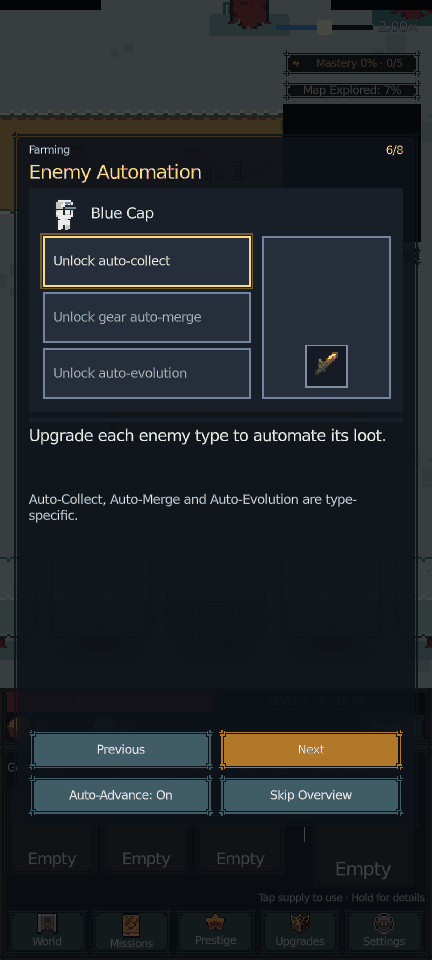 2.00x
Mastery 0% · 0/5
Map Explored: 7%
Farming
6/8
Enemy Automation
Blue Cap
Unlock auto-collect
Unlock gear auto-merge
Unlock auto-evolution
Upgrade each enemy type to automate its loot.
Auto-Collect, Auto-Merge and Auto-Evolution are type-
specific.
Previous
Next
Auto-Advance: On
Skip Overview
Empty
Empty
Empty
Empty
Tap supply to use · Hold for details
World
Missions
Prestige
Upgrades
Settings